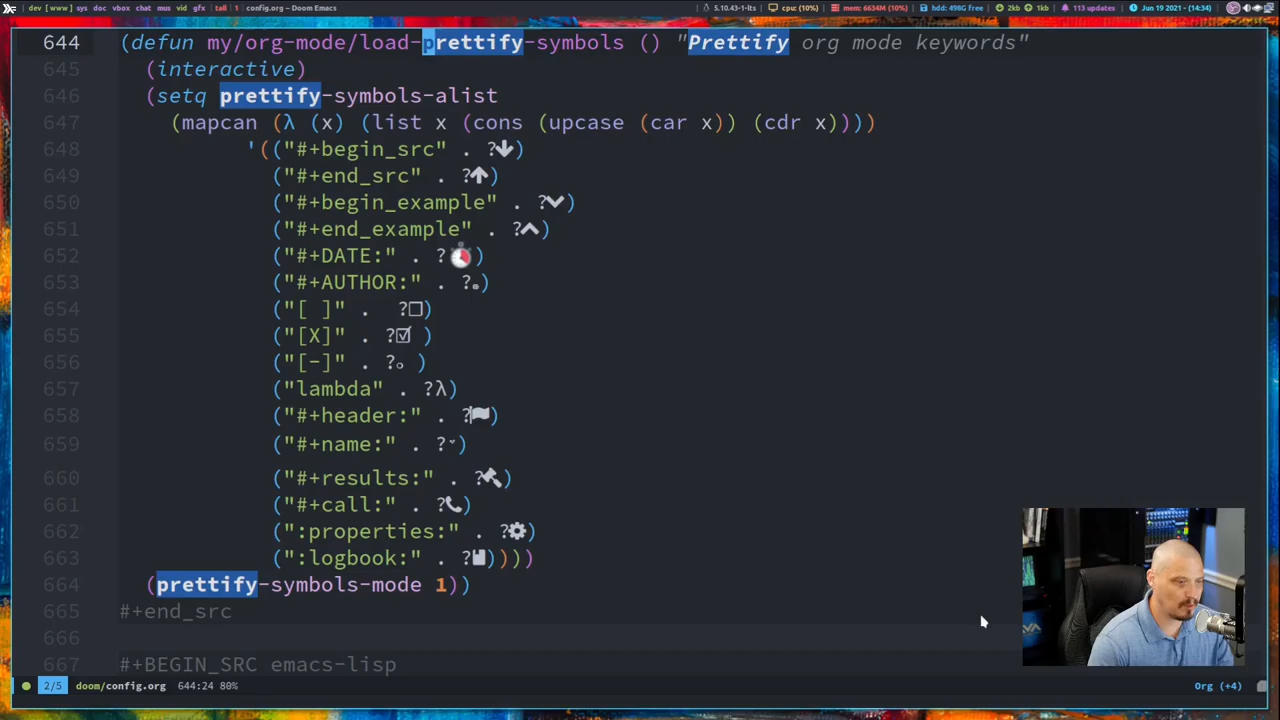 dev [ www ] sys doc vbox chat mus vid gfx | tall | 1 | config.org – Doom Emacs
5.10.43-1-lts | cpu: (10%) | mem: 6634M (10%) | hdd: 498G Free | 2kb 1kb | 113 updates | Jun 19 2021 - (14:34)
644 (defun my/org-mode/load-prettify-symbols () "Prettify org mode keywords"
645 (interactive)
646 (setq prettify-symbols-alist
647 (mapcan (λ (x) (list x (cons (upcase (car x)) (cdr x))))
648 '(("#+begin_src" . ?↓)
649 ("#+end_src" . ?↑)
650 ("#+begin_example" . ?⌄)
651 ("#+end_example" . ?⌃)
652 ("#+DATE:" . ?⏱)
653 ("#+AUTHOR:" . ?)
654 ("[ ]" . ?☐)
655 ("[X]" . ?☑ )
656 ("[-]" . ? )
657 ("lambda" . ?λ)
658 ("#+header:" . ?)
659 ("#+name:" . ?)
660 ("#+results:" . ?)
661 ("#+call:" . ?)
662 (":properties:" . ?⚙)
663 (":logbook:" . ?))))
664 (prettify-symbols-mode 1))
665 #+end_src
666
667 #+BEGIN_SRC emacs-lisp
2/5 doom/config.org 644:24 80% Org (+4)